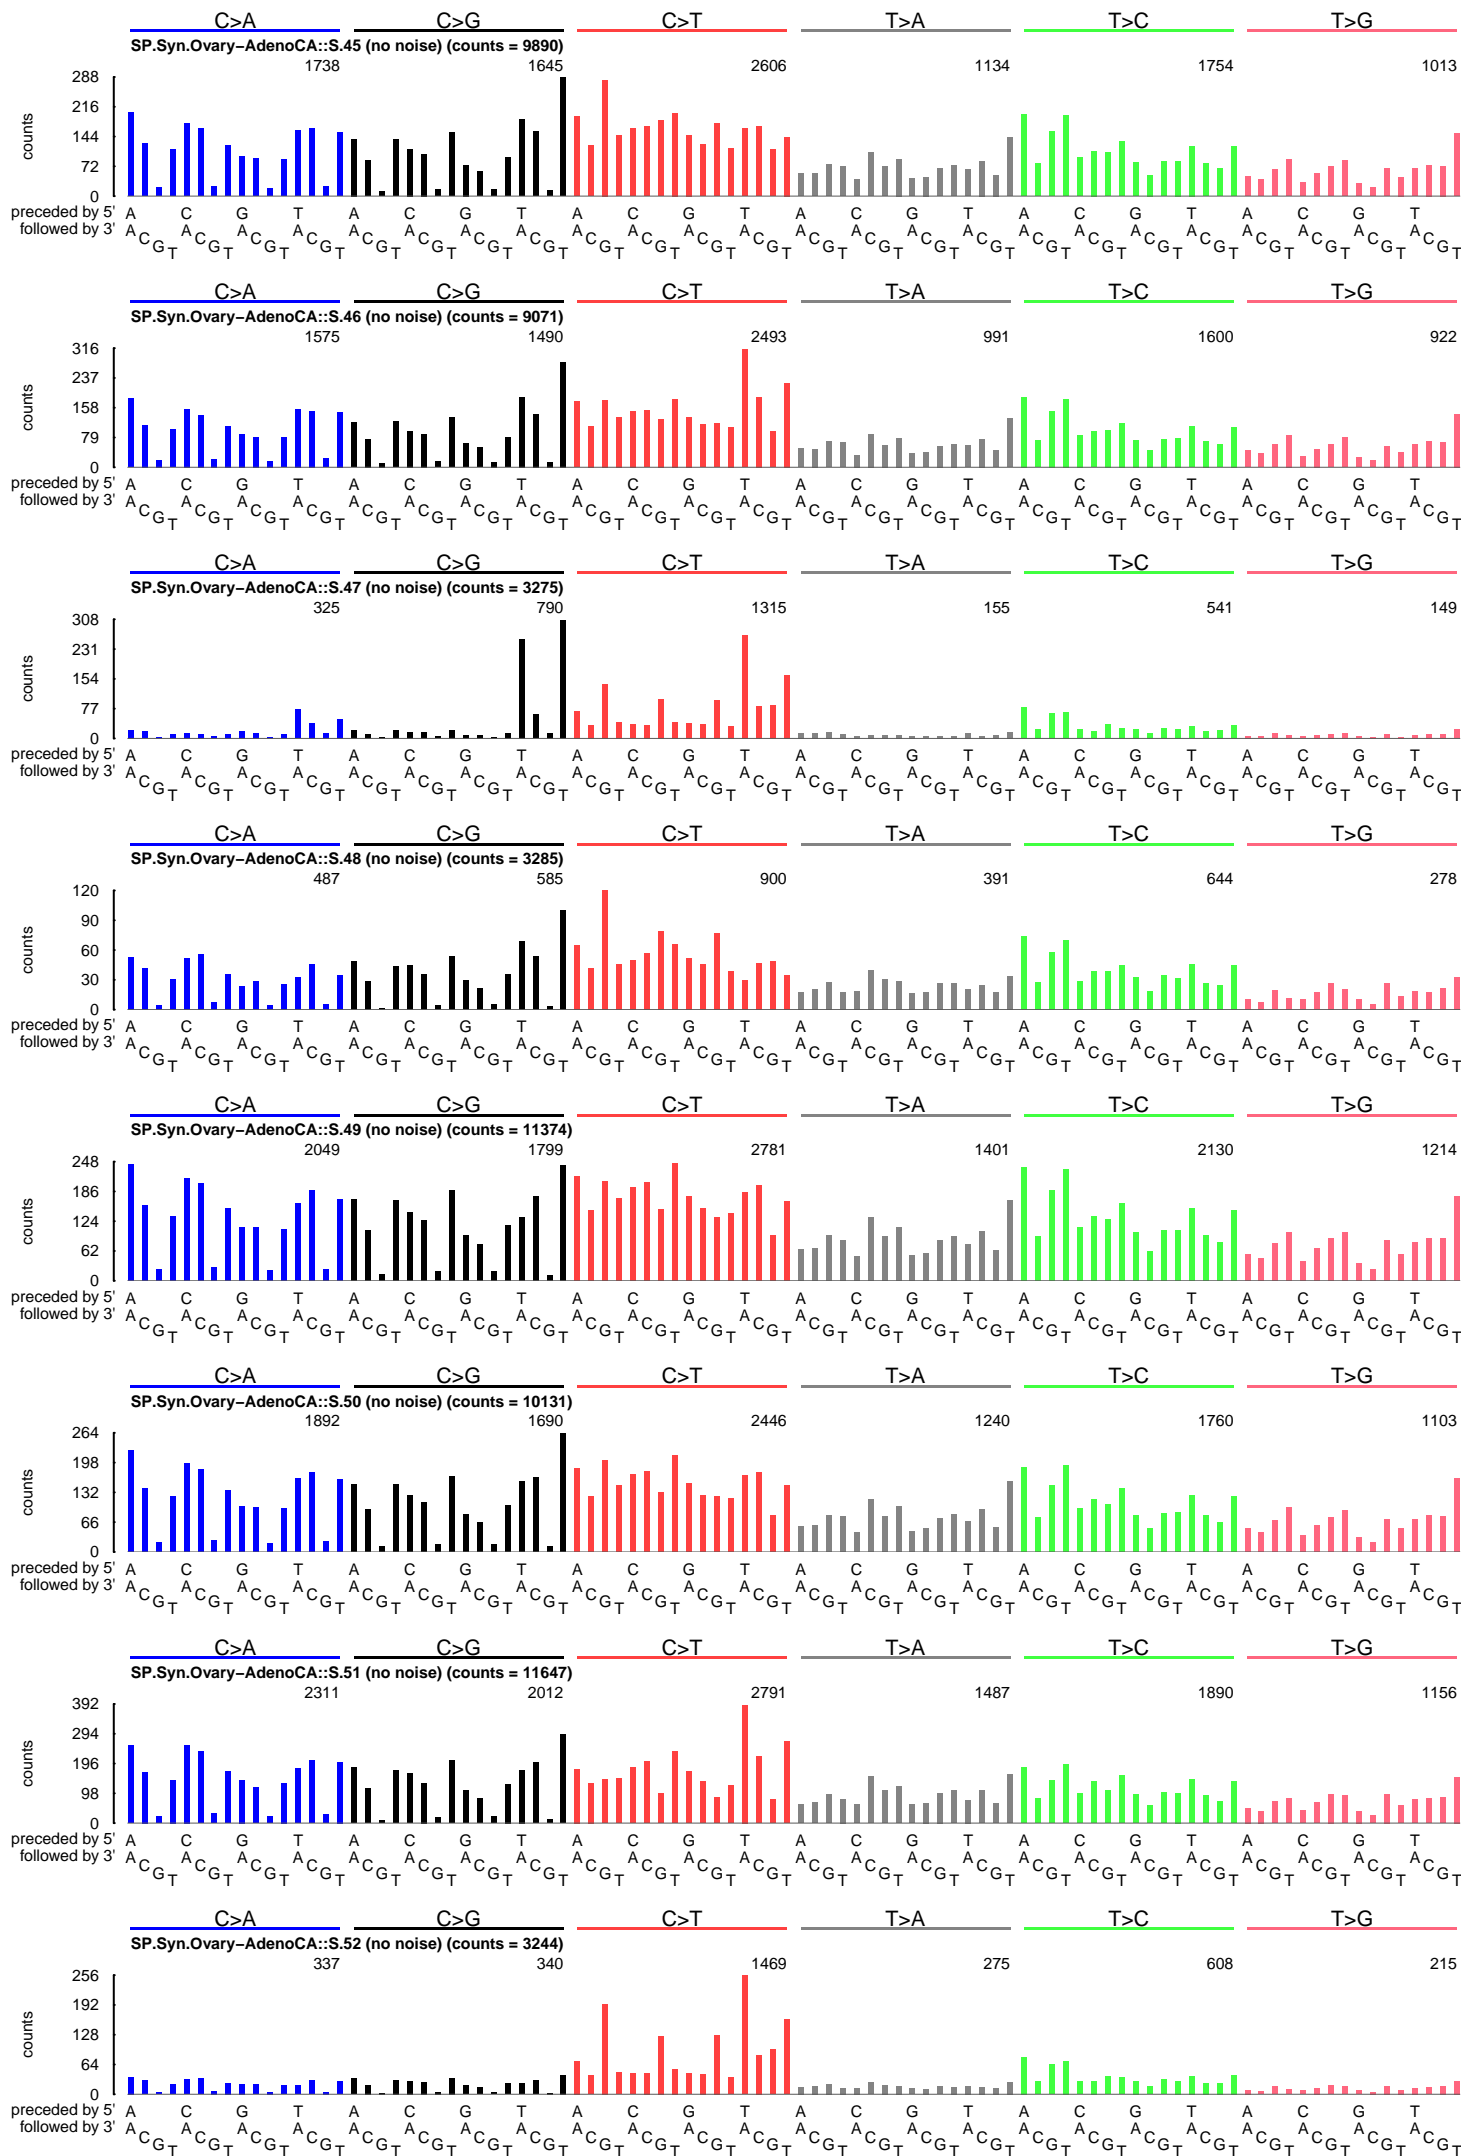 C>A C>G C>T T>A T>C T>G
SP.Syn.Ovary−AdenoCA::S.45 (no noise) (counts = 9890)
1738 1645 2606 1134 1754 1013
288
216
144
72
0
counts
preceded by 5' A C G T A C G T A C G T A C G T A C G T A C G T
followed by 3' A C G T A C G T A C G T A C G T A C G T A C G T A C G T A C G T A C G T A C G T A C G T A C G T A C G T A C G T A C G T A C G T A C G T A C G T A C G T A C G T A C G T A C G T A C G T A C G T
C>A C>G C>T T>A T>C T>G
SP.Syn.Ovary−AdenoCA::S.46 (no noise) (counts = 9071)
1575 1490 2493 991 1600 922
316
237
158
79
0
counts
preceded by 5' A C G T A C G T A C G T A C G T A C G T A C G T
followed by 3' A C G T A C G T A C G T A C G T A C G T A C G T A C G T A C G T A C G T A C G T A C G T A C G T A C G T A C G T A C G T A C G T A C G T A C G T A C G T A C G T A C G T A C G T A C G T A C G T
C>A C>G C>T T>A T>C T>G
SP.Syn.Ovary−AdenoCA::S.47 (no noise) (counts = 3275)
325 790 1315 155 541 149
308
231
154
77
0
counts
preceded by 5' A C G T A C G T A C G T A C G T A C G T A C G T
followed by 3' A C G T A C G T A C G T A C G T A C G T A C G T A C G T A C G T A C G T A C G T A C G T A C G T A C G T A C G T A C G T A C G T A C G T A C G T A C G T A C G T A C G T A C G T A C G T A C G T
C>A C>G C>T T>A T>C T>G
SP.Syn.Ovary−AdenoCA::S.48 (no noise) (counts = 3285)
487 585 900 391 644 278
120
90
60
30
0
counts
preceded by 5' A C G T A C G T A C G T A C G T A C G T A C G T
followed by 3' A C G T A C G T A C G T A C G T A C G T A C G T A C G T A C G T A C G T A C G T A C G T A C G T A C G T A C G T A C G T A C G T A C G T A C G T A C G T A C G T A C G T A C G T A C G T A C G T
C>A C>G C>T T>A T>C T>G
SP.Syn.Ovary−AdenoCA::S.49 (no noise) (counts = 11374)
2049 1799 2781 1401 2130 1214
248
186
124
62
0
counts
preceded by 5' A C G T A C G T A C G T A C G T A C G T A C G T
followed by 3' A C G T A C G T A C G T A C G T A C G T A C G T A C G T A C G T A C G T A C G T A C G T A C G T A C G T A C G T A C G T A C G T A C G T A C G T A C G T A C G T A C G T A C G T A C G T A C G T
C>A C>G C>T T>A T>C T>G
SP.Syn.Ovary−AdenoCA::S.50 (no noise) (counts = 10131)
1892 1690 2446 1240 1760 1103
264
198
132
66
0
counts
preceded by 5' A C G T A C G T A C G T A C G T A C G T A C G T
followed by 3' A C G T A C G T A C G T A C G T A C G T A C G T A C G T A C G T A C G T A C G T A C G T A C G T A C G T A C G T A C G T A C G T A C G T A C G T A C G T A C G T A C G T A C G T A C G T A C G T
C>A C>G C>T T>A T>C T>G
SP.Syn.Ovary−AdenoCA::S.51 (no noise) (counts = 11647)
2311 2012 2791 1487 1890 1156
392
294
196
98
0
counts
preceded by 5' A C G T A C G T A C G T A C G T A C G T A C G T
followed by 3' A C G T A C G T A C G T A C G T A C G T A C G T A C G T A C G T A C G T A C G T A C G T A C G T A C G T A C G T A C G T A C G T A C G T A C G T A C G T A C G T A C G T A C G T A C G T A C G T
C>A C>G C>T T>A T>C T>G
SP.Syn.Ovary−AdenoCA::S.52 (no noise) (counts = 3244)
337 340 1469 275 608 215
256
192
128
64
0
counts
preceded by 5' A C G T A C G T A C G T A C G T A C G T A C G T
followed by 3' A C G T A C G T A C G T A C G T A C G T A C G T A C G T A C G T A C G T A C G T A C G T A C G T A C G T A C G T A C G T A C G T A C G T A C G T A C G T A C G T A C G T A C G T A C G T A C G T